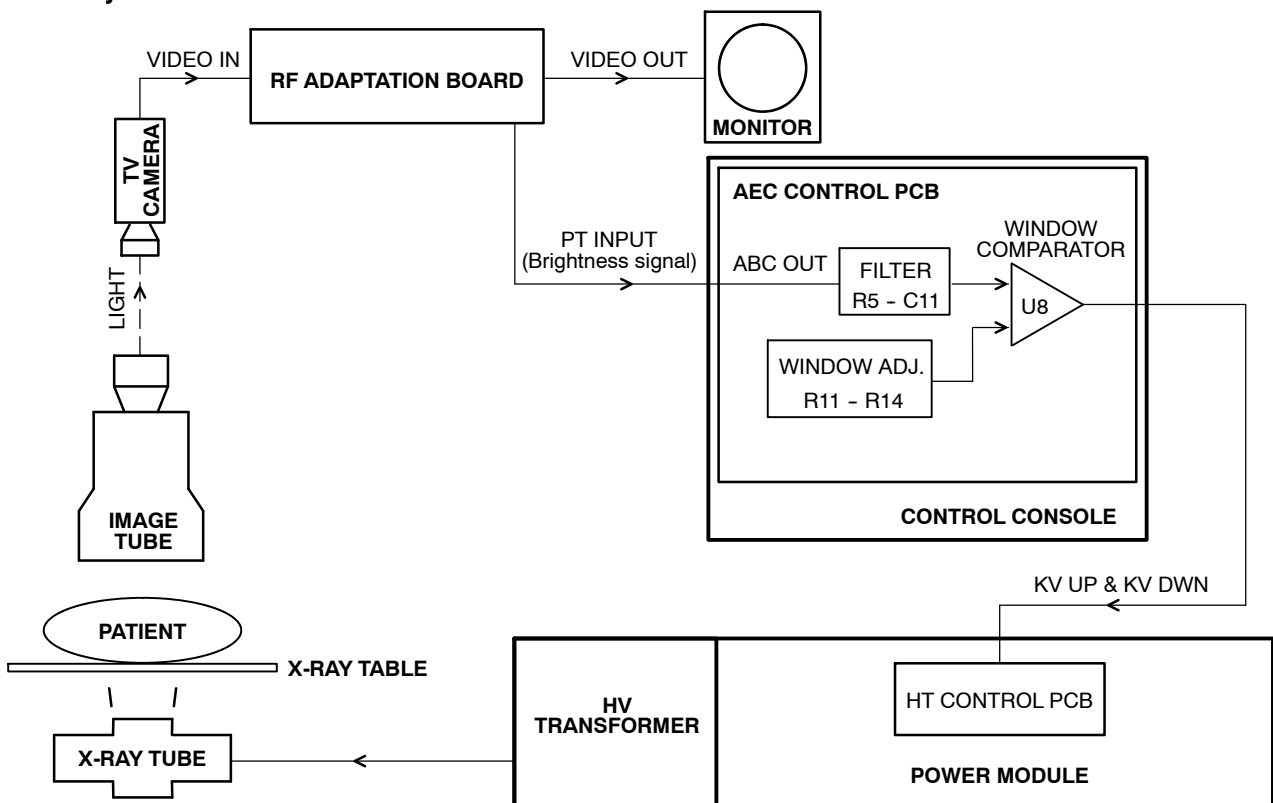 VIDEO IN
RF ADAPTATION BOARD
VIDEO OUT
MONITOR
TV
CAMERA
LIGHT
IMAGE
TUBE
PATIENT
X-RAY TABLE
X-RAY TUBE
PT INPUT
(Brightness signal)
AEC CONTROL PCB
ABC OUT
FILTER
R5 - C11
WINDOW
COMPARATOR
U8
WINDOW ADJ.
R11 - R14
CONTROL CONSOLE
KV UP & KV DWN
HV
TRANSFORMER
HT CONTROL PCB
POWER MODULE